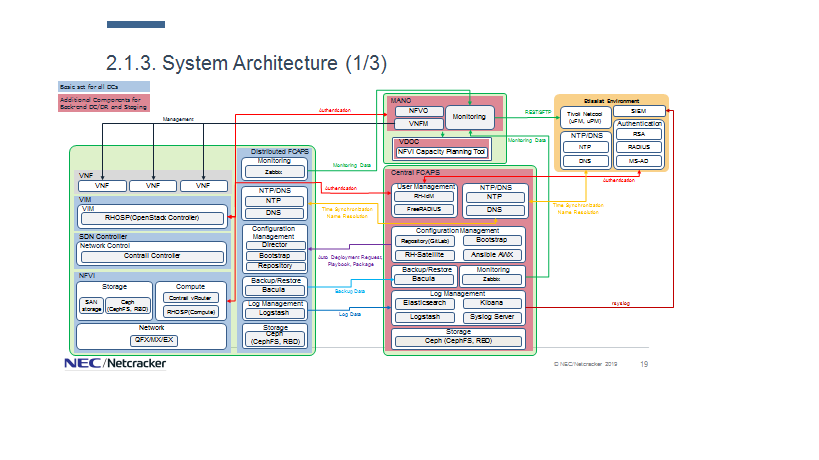 2.1.3. System Architecture (1/3)
Basic set for all DCs
Additional Components for
Back-end DC/DR and Staging
Management
Authentication
MANO
NFVO
VNFM
Monitoring
VDOC
NFVI Capacity Planning Tool
REST&FTP
Monitoring Data
Etisalat Environment
Tivoli Netcool
(uFM, uPM)
NTP/DNS
NTP
DNS
SIEM
Authentication
RSA
RADIUS
MS-AD
Authentication
Time Synchronization
Name Resolution
VNF
VNF
VNF
VNF
VIM
VIM
RHOSP(OpenStack Controller)
SDN Controller
Network Control
Contrail Controller
NFVI
Storage
SAN
storage
Ceph
(CephFS, RBD)
Compute
Contrail vRouter
RHOSP(Compute)
Network
QFX/MX/EX
Distributed FCAPS
Monitoring
Zabbix
NTP/DNS
NTP
DNS
Configuration
Management
Director
Bootstrap
Repository
Backup/Restore
Bacula
Log Management
Logstash
Storage
Ceph
(CephFS, RBD)
Monitoring Data
Authentication
Time Synchronization
Name Resolution
Auto Deployment Request
Playbook, Package
Backup Data
Log Data
Central FCAPS
User Management
RH-IdM
FreeRADIUS
NTP/DNS
NTP
DNS
Configuration Management
Repository(GitLab)
Bootstrap
RH-Satellite
Ansible AWX
Backup/Restore
Bacula
Monitoring
Zabbix
Log Management
Elasticsearch
Kibana
Logstash
Syslog Server
Storage
Ceph (CephFS, RBD)
rsyslog
NEC/Netcracker
© NEC/Netcracker 2018
19